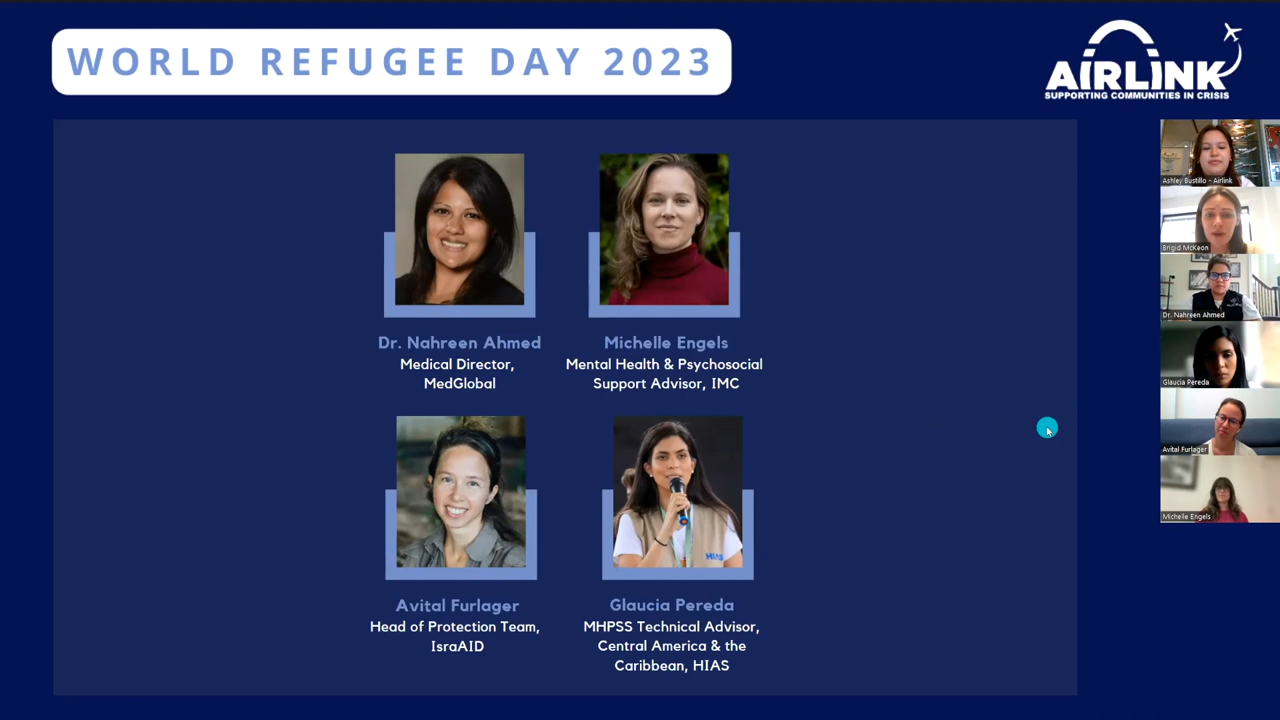 WORLD REFUGEE DAY 2023
AIRLINK
SUPPORTING COMMUNITIES IN CRISIS
Dr. Nahreen Ahmed
Medical Director,
MedGlobal
Michelle Engels
Mental Health & Psychosocial
Support Advisor, IMC
HIAS
Avital Furlager
Head of Protection Team,
IsraAID
Glaucia Pereda
MHPSS Technical Advisor,
Central America & the
Caribbean, HIAS
Ashley Bustillo - Airlink
Brigid McKeon
Dr. Nahreen Ahmed
Glaucia Pereda
Avital Furlager
Michelle Engels